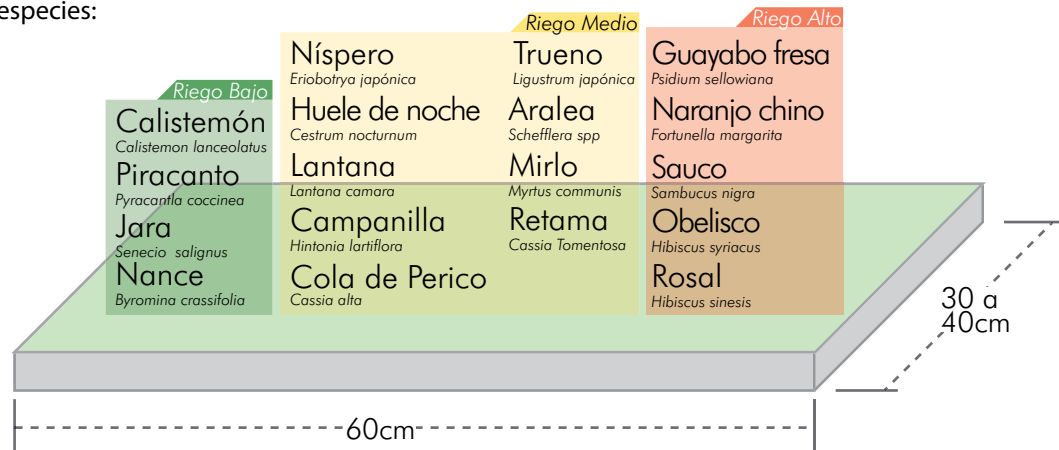 especies:
Riego Bajo
Calistemón
Calistemon lanceolatus
Piracanto
Pyracantla coccinea
Jara
Senecio salignus
Nance
Byromina crassifolia
Riego Medio
Níspero
Eriobotrya japónica
Huele de noche
Cestrum nocturnum
Lantana
Lantana camara
Campanilla
Hintonia lartiflora
Cola de Perico
Cassia alta
Trueno
Ligustrum japónica
Aralea
Schefflera spp
Mirlo
Myrtus communis
Retama
Cassia Tomentosa
Riego Alto
Guayabo fresa
Psidium sellowiana
Naranjo chino
Fortunella margarita
Sauco
Sambucus nigra
Obelisco
Hibiscus syriacus
Rosal
Hibiscus sinesis
30 a
40cm
60cm